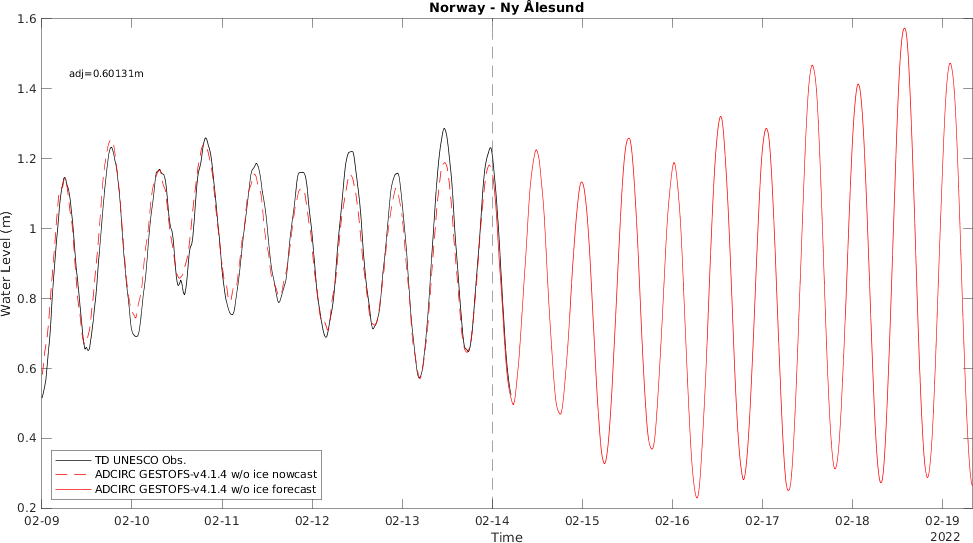 Norway - Ny Ålesund
1.6
adj=0.60131m
1.4
1.2
1
Water Level (m)
0.8
0.6
0.4
TD UNESCO Obs.
ADCIRC GESTOFS-v4.1.4 w/o ice nowcast
ADCIRC GESTOFS-v4.1.4 w/o ice forecast
0.2
02-09 02-10 02-11 02-12 02-13 02-14 02-15 02-16 02-17 02-18 02-19
Time 2022